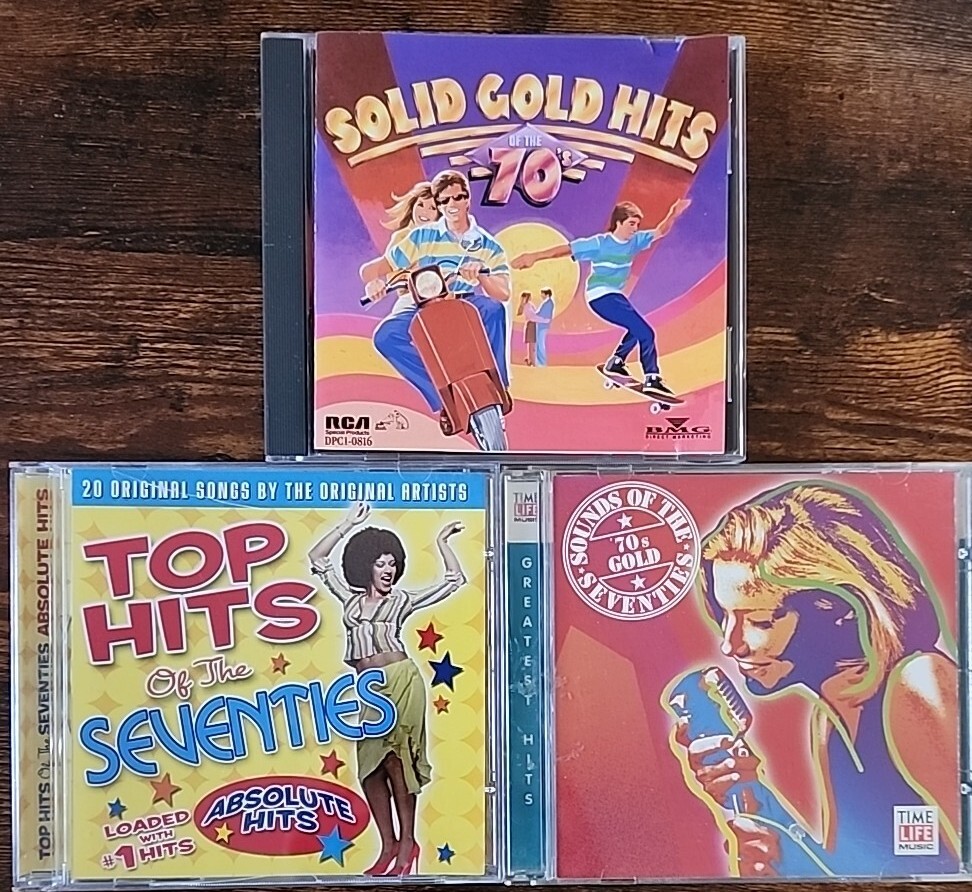 SOLID GOLD HITS
OF THE
70's
RCA
Special Products
DPC1-0816
BMG
DIRECT MARKETING
TOP HITS Of The SEVENTIES ABSOLUTE HITS
20 ORIGINAL SONGS BY THE ORIGINAL ARTISTS
TOP
HITS
Of The
SEVENTIES
ABSOLUTE
HITS
LOADED
WITH
#1 HITS
TIME
LIFE
MUSIC
GREATEST HITS
SOUNDS OF THE
'70s
GOLD
SEVENTIES
TIME
LIFE
MUSIC